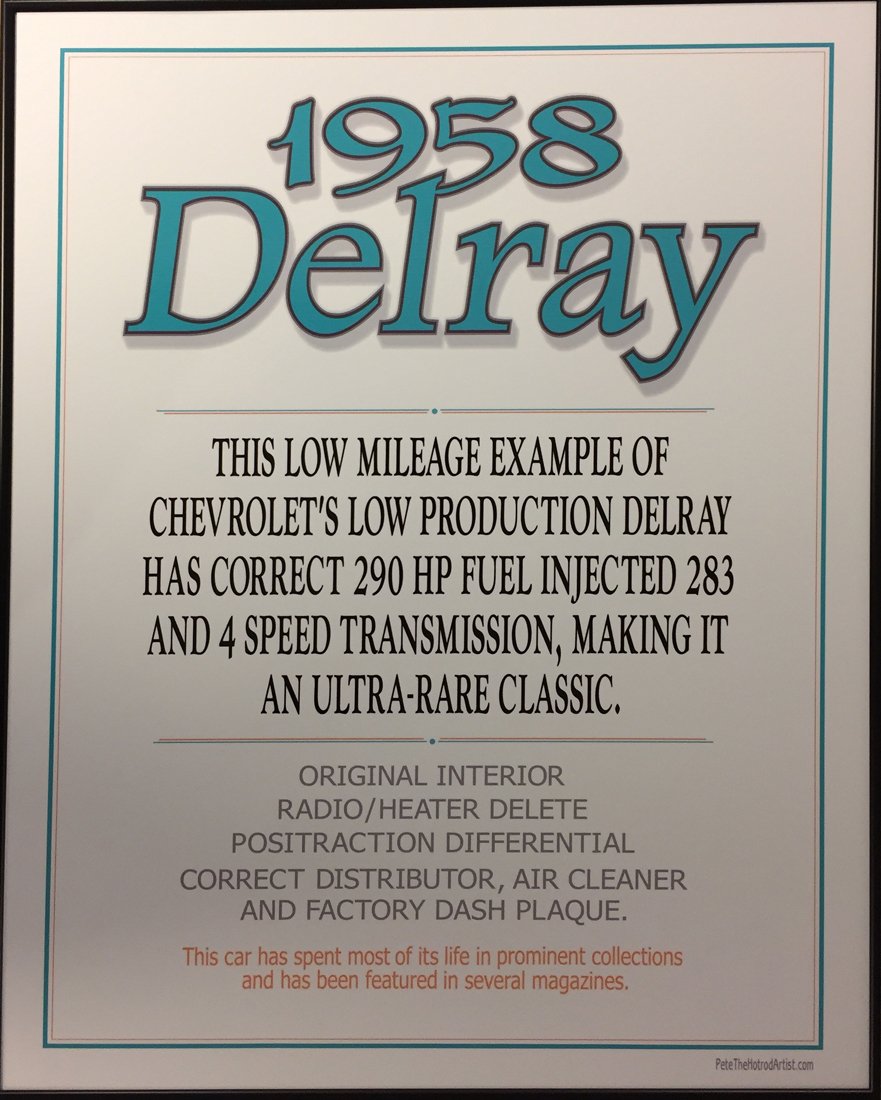 1958
Delray
THIS LOW MILEAGE EXAMPLE OF
CHEVROLET'S LOW PRODUCTION DELRAY
HAS CORRECT 290 HP FUEL INJECTED 283
AND 4 SPEED TRANSMISSION, MAKING IT
AN ULTRA-RARE CLASSIC.
ORIGINAL INTERIOR
RADIO/HEATER DELETE
POSITRACTION DIFFERENTIAL
CORRECT DISTRIBUTOR, AIR CLEANER
AND FACTORY DASH PLAQUE.
This car has spent most of its life in prominent collections
and has been featured in several magazines.
PeteTheHotrodArtist.com